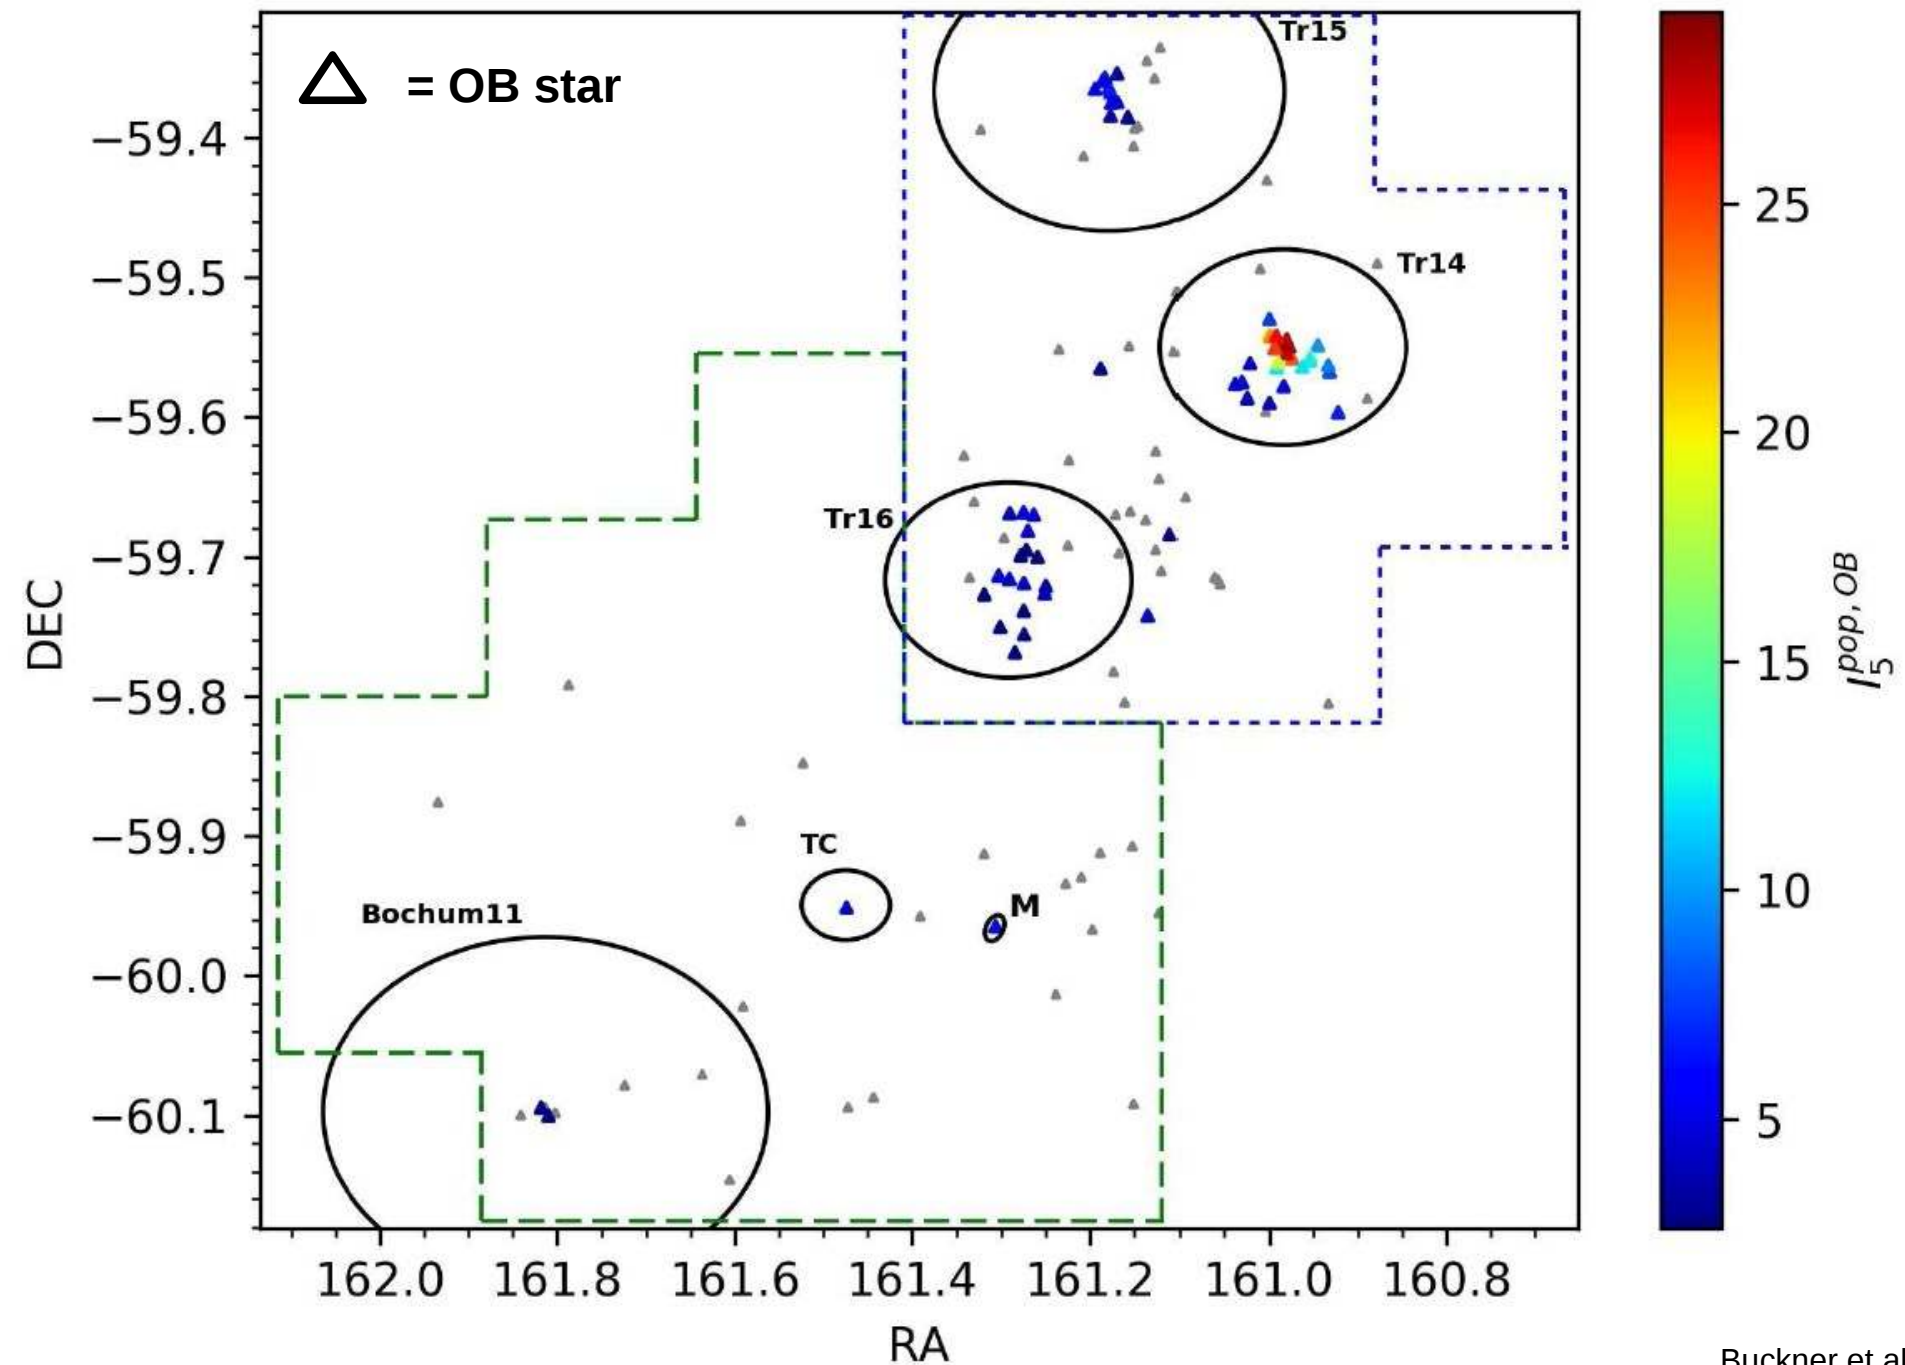 = OB star
Tr15
Tr14
Tr16
TC
M
Bochum11
−59.4
−59.5
−59.6
−59.7
−59.8
−59.9
−60.0
−60.1
DEC
162.0 161.8 161.6 161.4 161.2 161.0 160.8
RA
25
20
15
10
5
I_5^{pop, OB}
Buckner et al